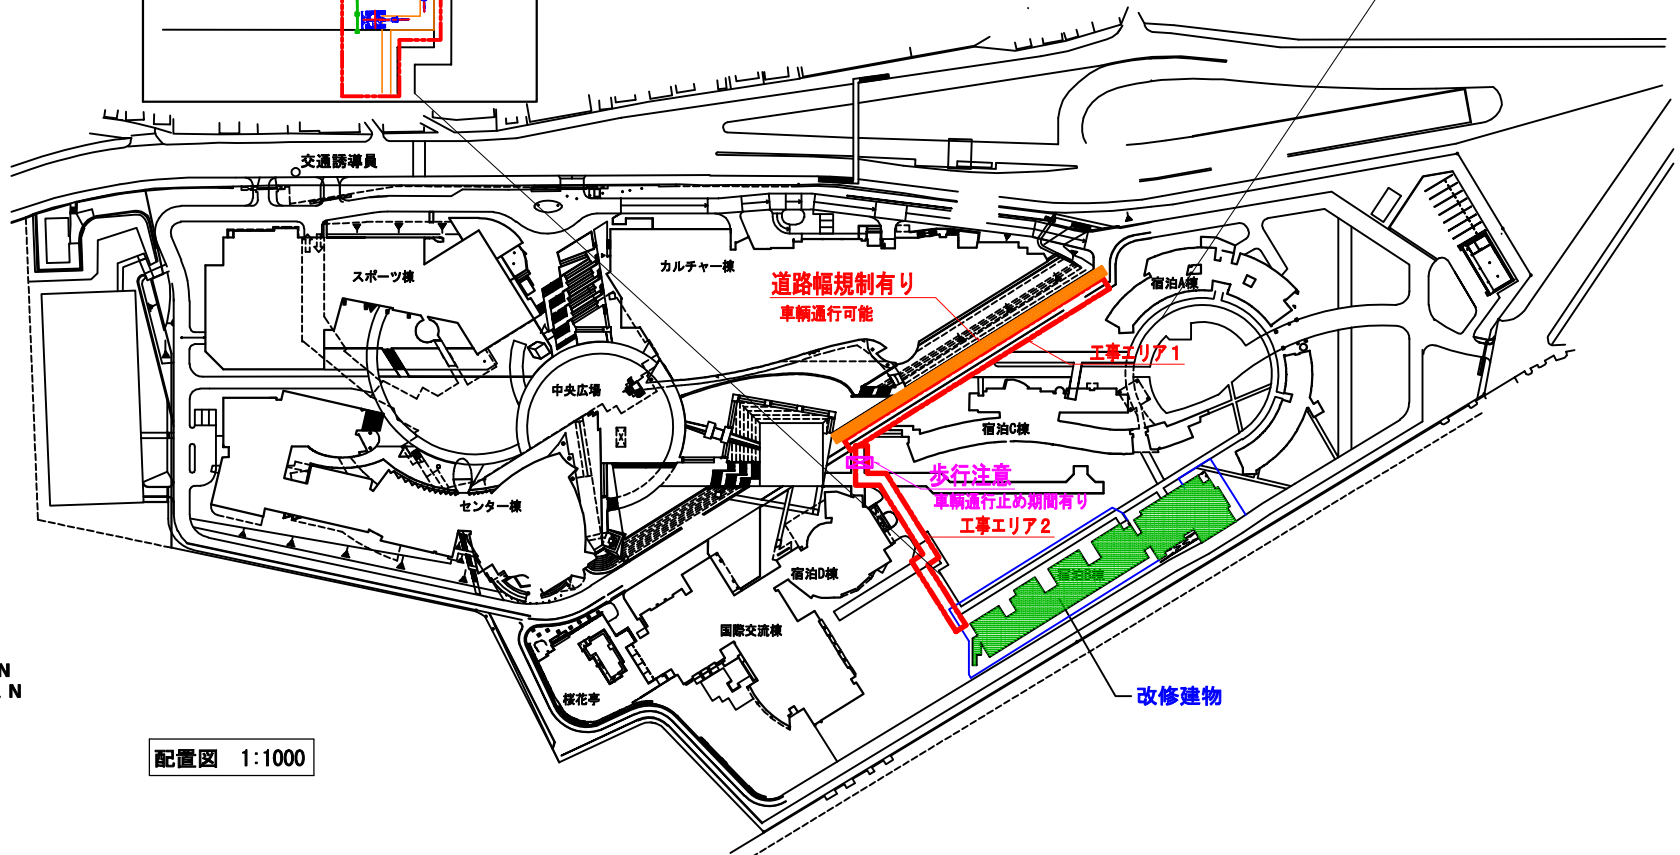 交通誘導員
スポーツ棟
カルチャー棟
道路幅規制有り
車輌通行可能
宿泊A棟
工事エリア1
中央広場
宿泊C棟
歩行注意
車輌通行止め期間有り
工事エリア2
センター棟
宿泊D棟
宿泊B棟
国際交流棟
桜花亭
改修建物
N
N
配置図 1:1000